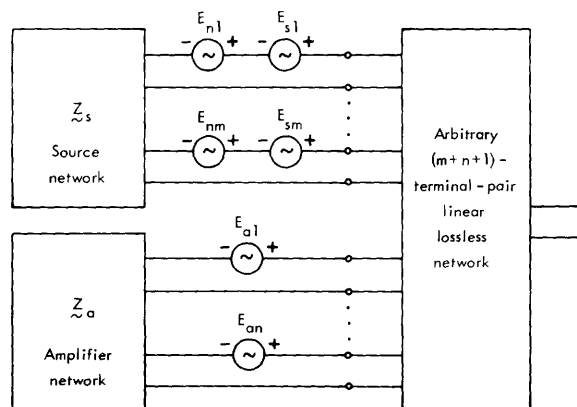 E_n1 E_s1
- ~ + - ~ +
Z_s
~
Source
network
E_nm E_sm
- ~ + - ~ +
Arbitrary
(m+n+1) -
terminal - pair
linear
lossless
network
E_a1
- ~ +
Z_a
~
Amplifier
network
E_an
- ~ +